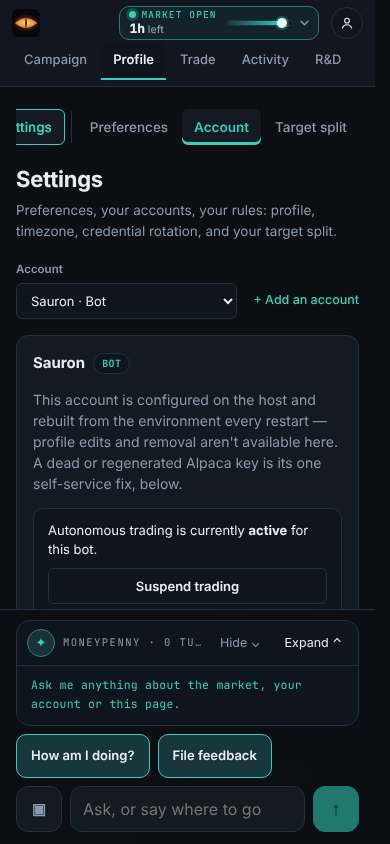 MARKET OPEN
1h left
Campaign
Profile
Trade
Activity
R&D
ttings
Preferences
Account
Target split
Settings
Preferences, your accounts, your rules: profile,
timezone, credential rotation, and your target split.
Account
Sauron · Bot
+ Add an account
Sauron BOT
This account is configured on the host and
rebuilt from the environment every restart —
profile edits and removal aren't available here.
A dead or regenerated Alpaca key is its one
self-service fix, below.
Autonomous trading is currently active for
this bot.
Suspend trading
MONEYPENNY · 0 TU…
Hide
Expand
Ask me anything about the market, your
account or this page.
How am I doing?
File feedback
Ask, or say where to go